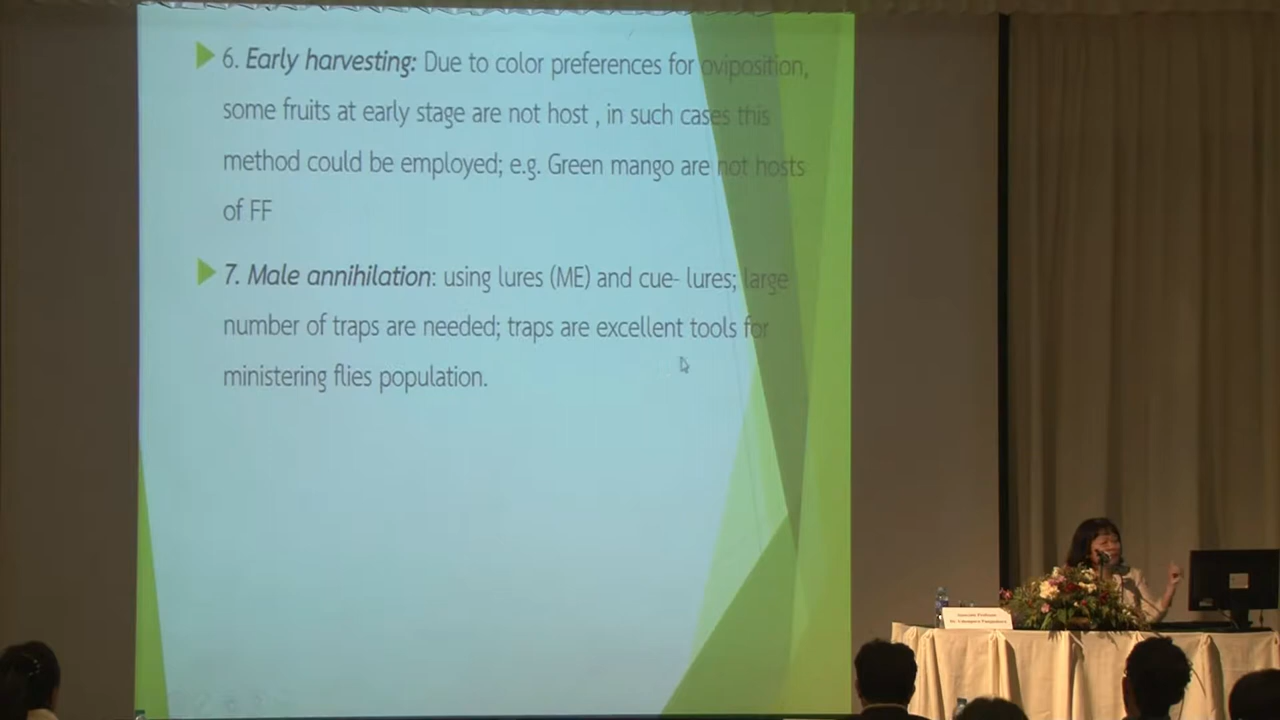 6. Early harvesting: Due to color preferences for oviposition,
some fruits at early stage are not host , in such cases this
method could be employed; e.g. Green mango are not hosts
of FF
7. Male annihilation: using lures (ME) and cue- lures; large
number of traps are needed; traps are excellent tools for
ministering flies population.